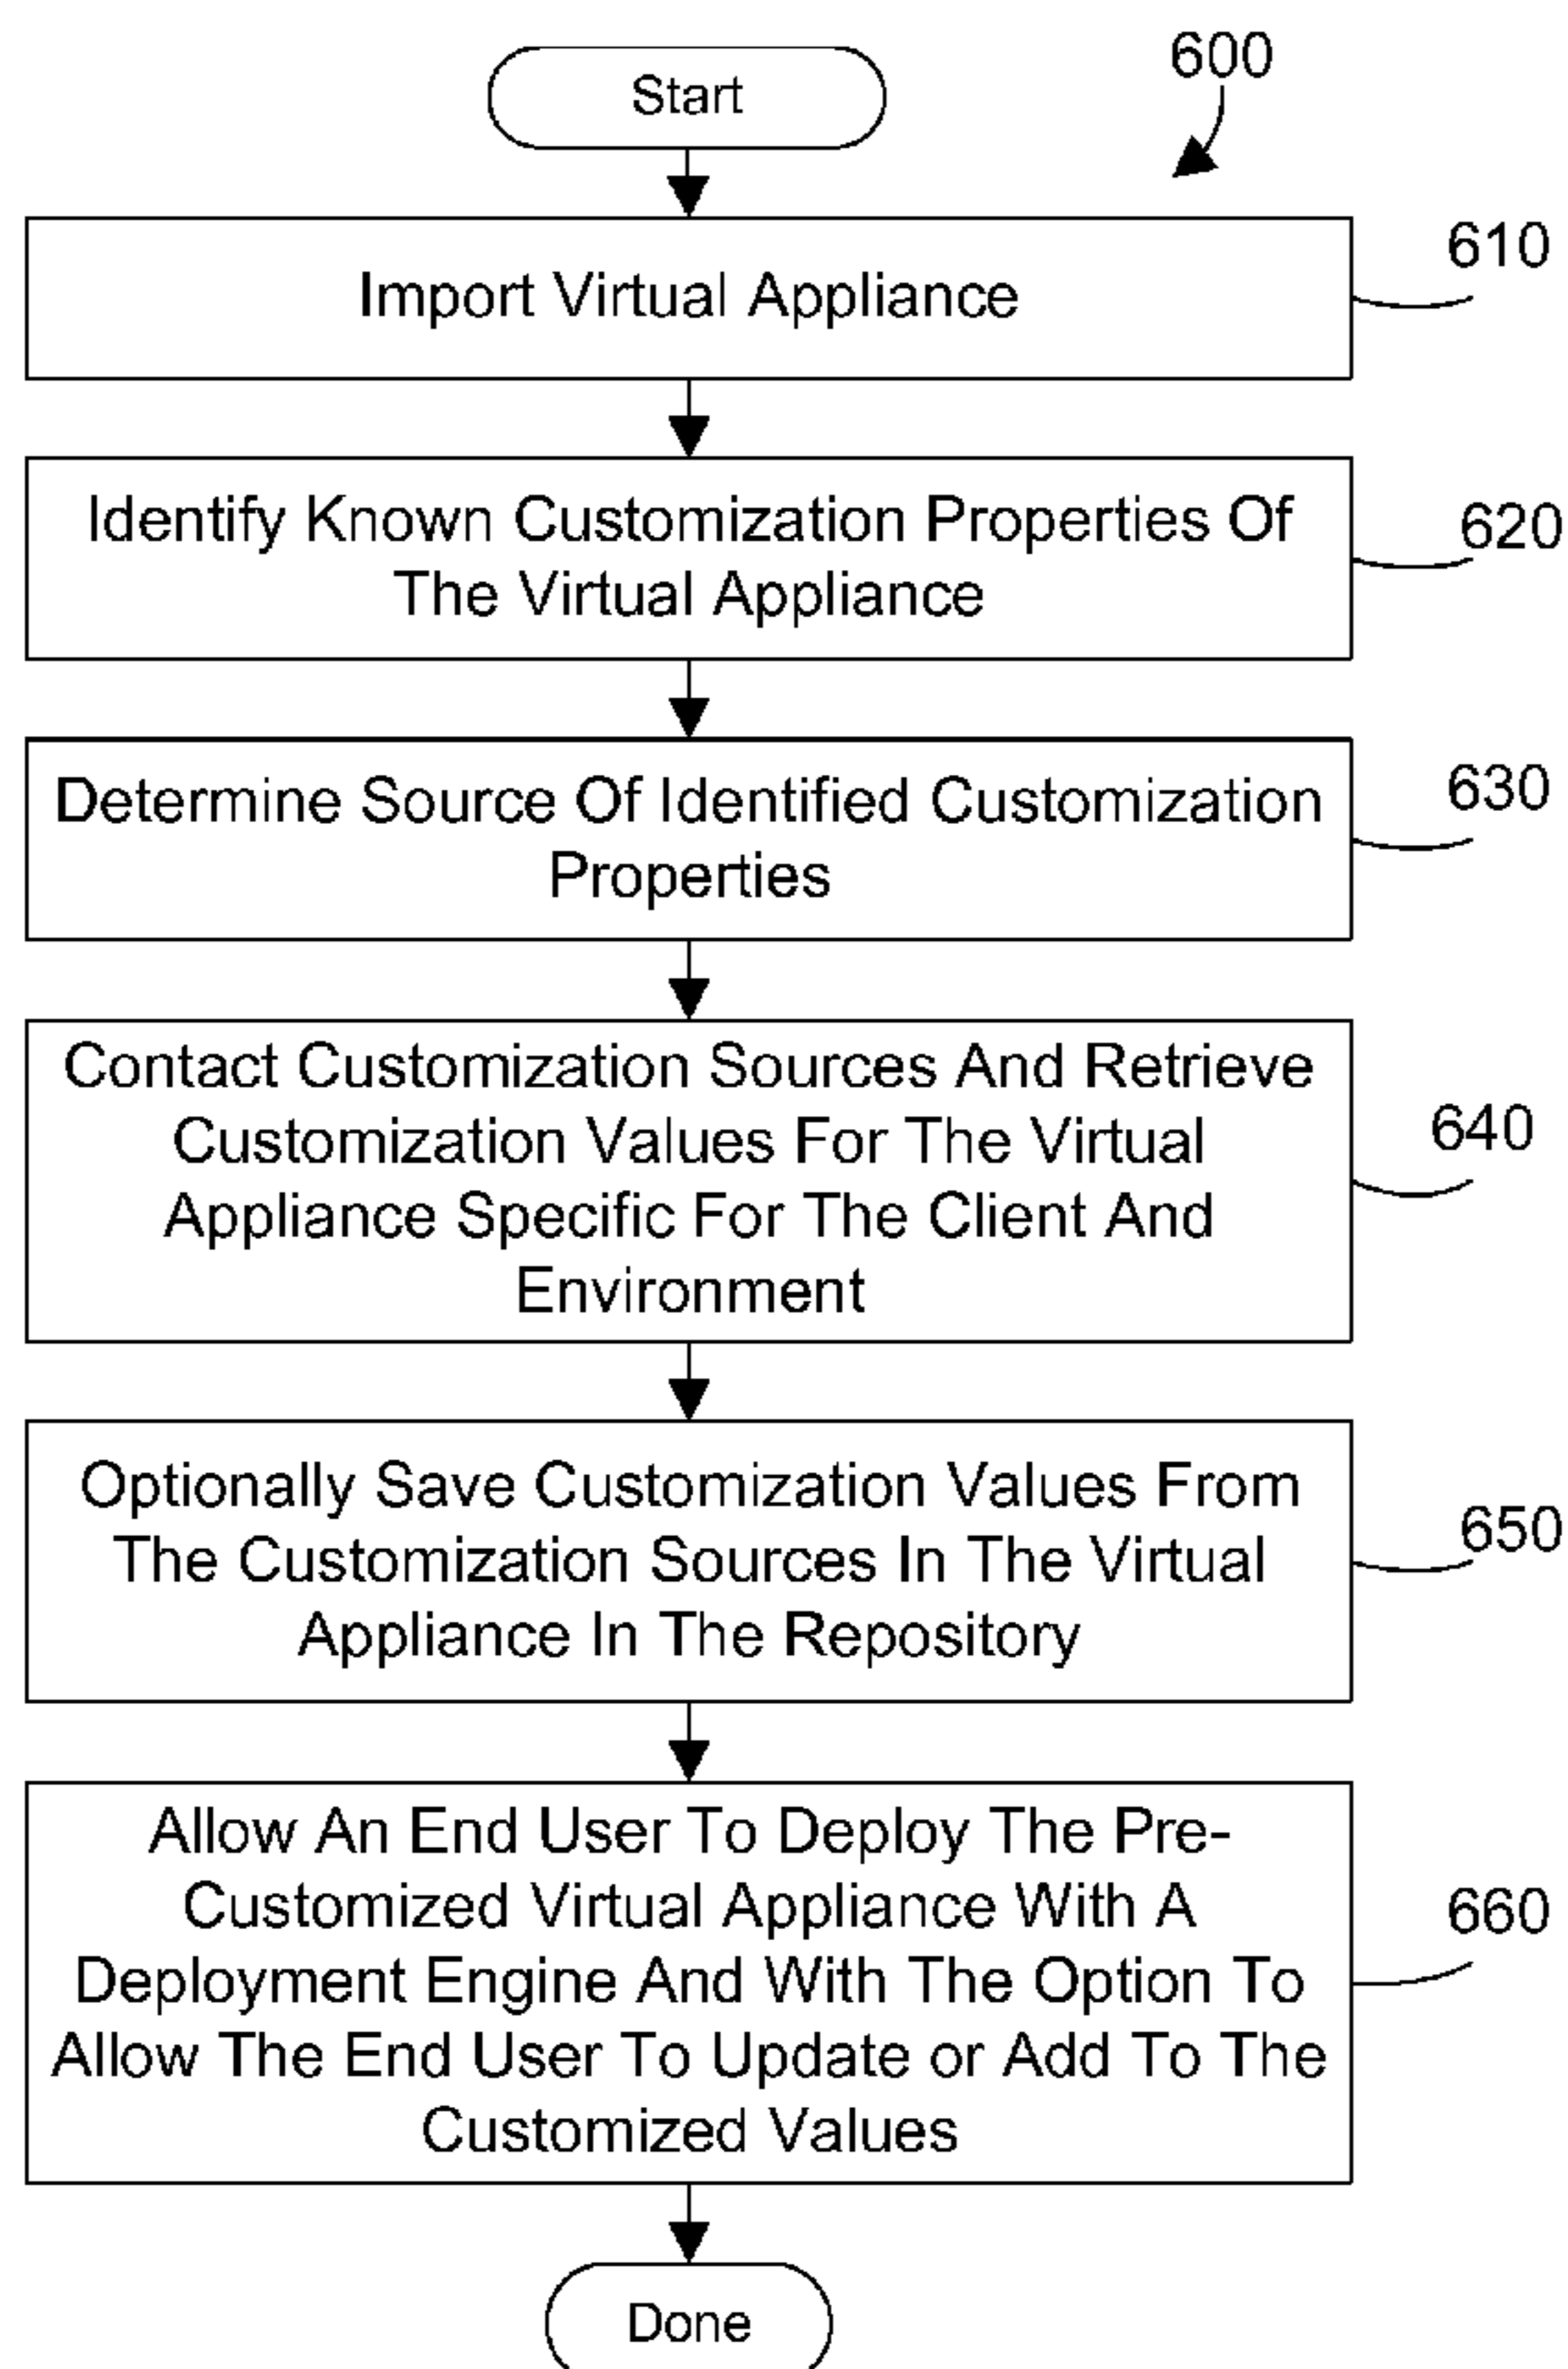 600
Start
Import Virtual Appliance
610
Identify Known Customization Properties Of
The Virtual Appliance
620
Determine Source Of Identified Customization
Properties
630
Contact Customization Sources And Retrieve
Customization Values For The Virtual
Appliance Specific For The Client And
Environment
640
Optionally Save Customization Values From
The Customization Sources In The Virtual
Appliance In The Repository
650
Allow An End User To Deploy The Pre-
Customized Virtual Appliance With A
Deployment Engine And With The Option To
Allow The End User To Update or Add To The
Customized Values
660
Done